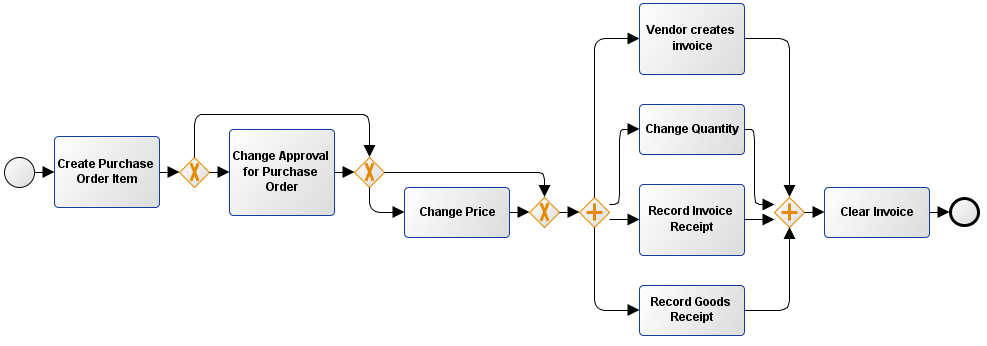 Create Purchase
Order Item
Change Approval
for Purchase
Order
Change Price
Vendor creates
invoice
Change Quantity
Record Invoice
Receipt
Record Goods
Receipt
Clear Invoice